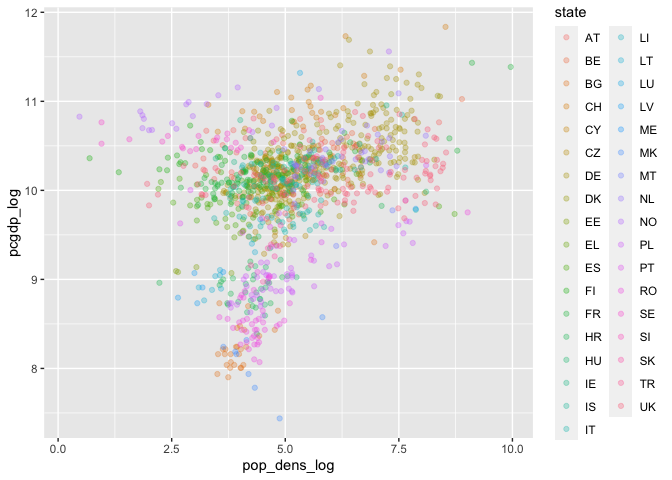 state
12
11
10
9
8
pcgdp_log
0.0 2.5 5.0 7.5 10.0
pop_dens_log
AT LI
BE LT
BG LU
CH LV
CY ME
CZ MK
DE MT
DK NL
EE NO
EL PL
ES PT
FI RO
FR SE
HR SI
HU SK
IE TR
IS UK
IT